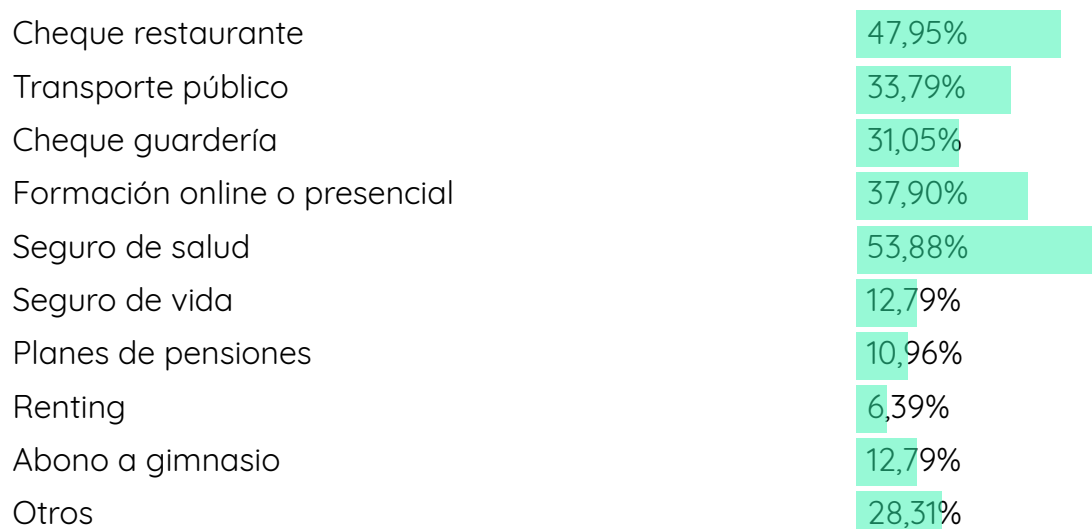 Cheque restaurante 47,95%
Transporte público 33,79%
Cheque guardería 31,05%
Formación online o presencial 37,90%
Seguro de salud 53,88%
Seguro de vida 12,79%
Planes de pensiones 10,96%
Renting 6,39%
Abono a gimnasio 12,79%
Otros 28,31%